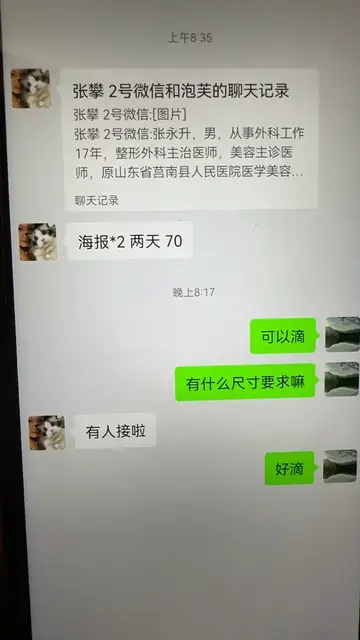 上午8:35
张攀 2号微信和泡芙的聊天记录
张攀 2号微信:[图片]
张攀 2号微信:张永升，男，从事外科工作
17年，整形外科主治医师，美容主诊医
师，原山东省莒南县人民医院医学美容...
聊天记录
海报*2 两天 70
晚上8:17
可以滴
有什么尺寸要求嘛
有人接啦
好滴